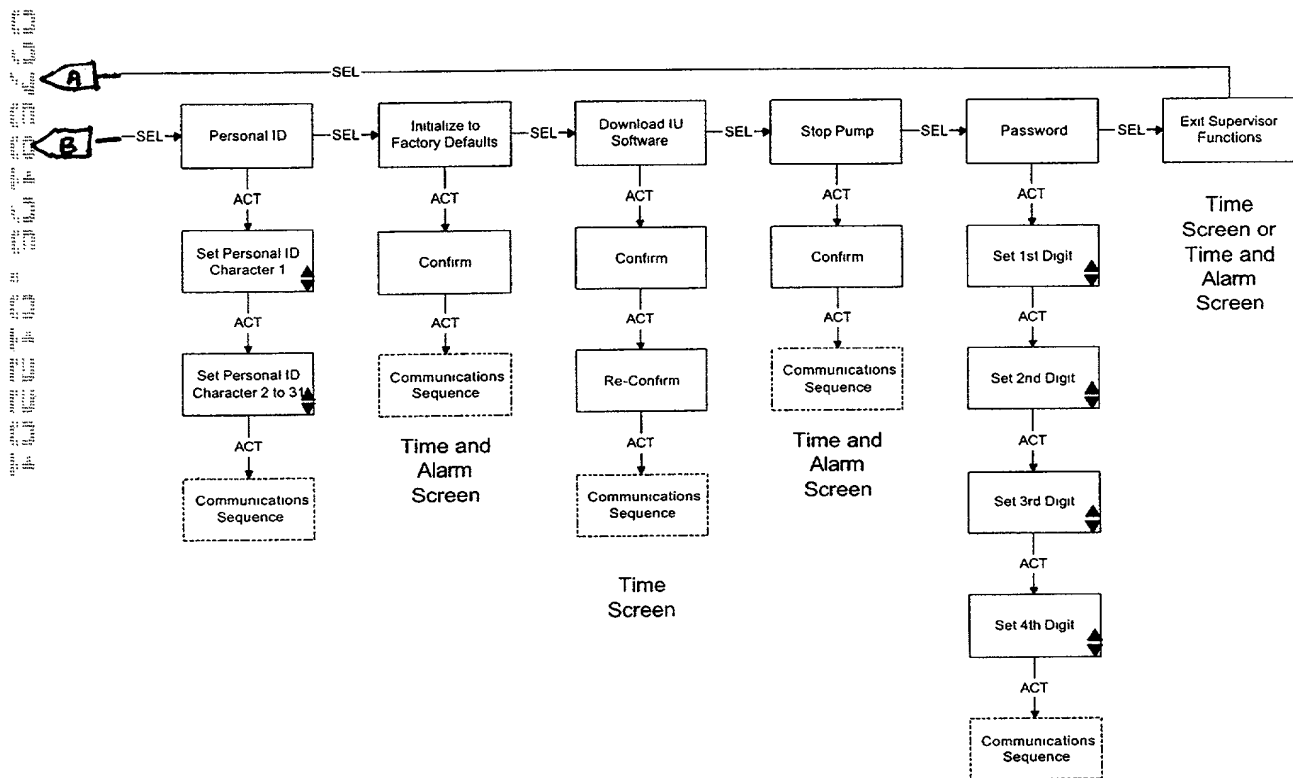 A
SEL
B
SEL
Personal ID
SEL
Initialize to
Factory Defaults
SEL
Download IU
Software
SEL
Stop Pump
SEL
Password
SEL
Exit Supervisor
Functions
ACT
ACT
ACT
ACT
ACT
Time
Screen or
Time and
Alarm
Screen
Set Personal ID
Character 1
Confirm
Confirm
Confirm
Set 1st Digit
ACT
ACT
ACT
ACT
ACT
Set Personal ID
Character 2 to 31
Communications
Sequence
Re-Confirm
Communications
Sequence
Set 2nd Digit
ACT
Time and
Alarm
Screen
ACT
Time and
Alarm
Screen
ACT
Communications
Sequence
Communications
Sequence
Set 3rd Digit
Time
Screen
ACT
Set 4th Digit
ACT
Communications
Sequence